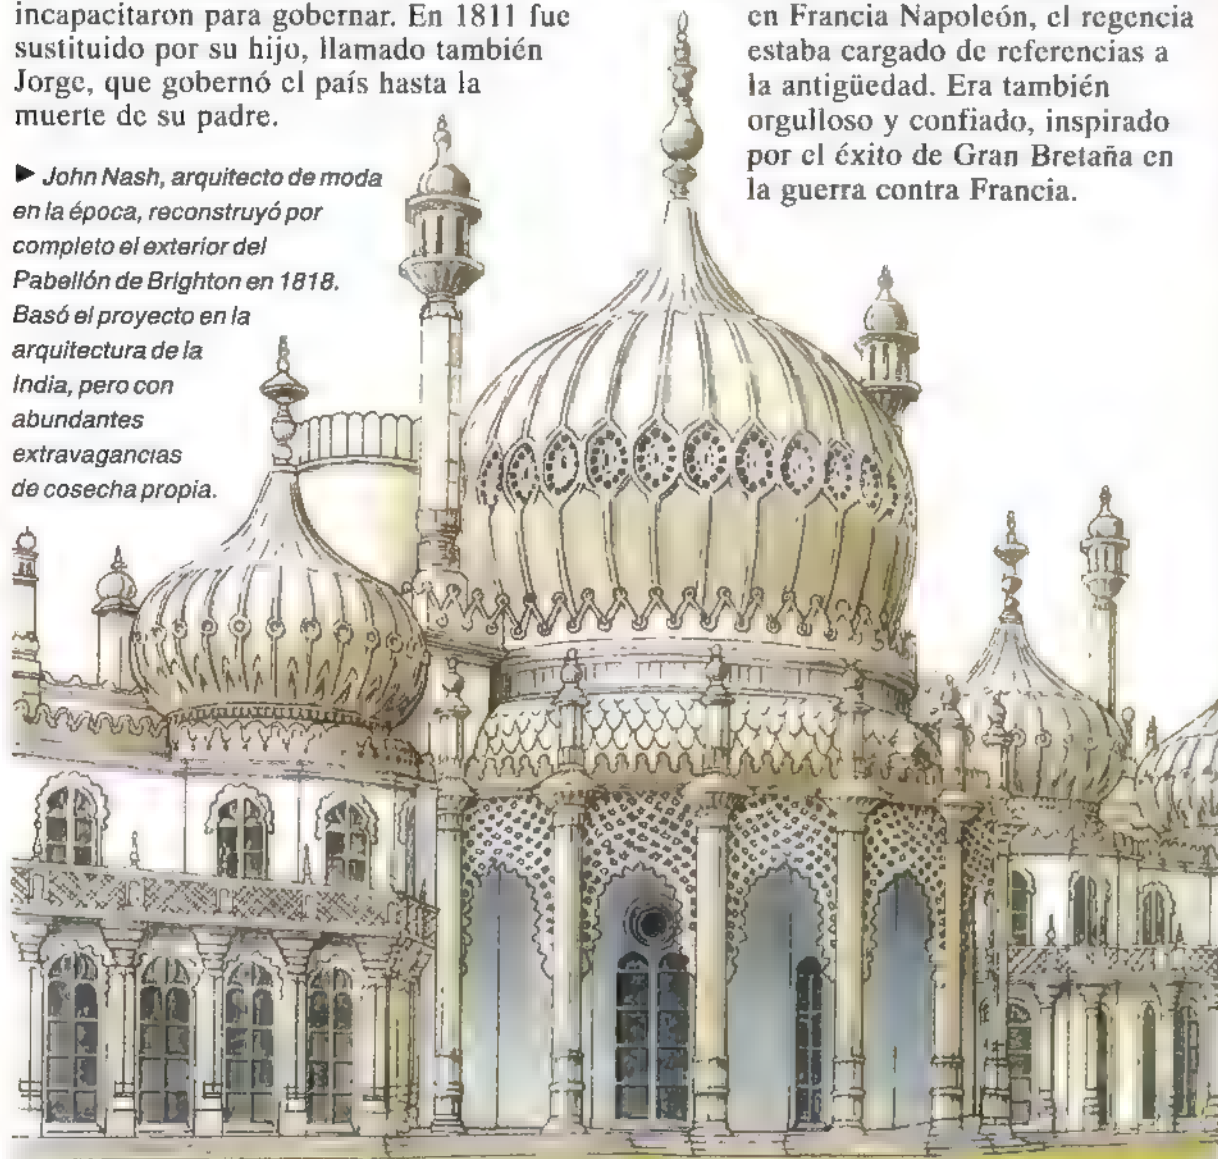 incapacitaron para gobernar. En 1811 fue
sustituido por su hijo, llamado también
Jorge, que gobernó el país hasta la
muerte de su padre.
▶ John Nash, arquitecto de moda
en la época, reconstruyó por
completo el exterior del
Pabellón de Brighton en 1818.
Basó el proyecto en la
arquitectura de la
India, pero con
abundantes
extravagancias
de cosecha propia.
en Francia Napoleón, el regencia
estaba cargado de referencias a
la antigüedad. Era también
orgulloso y confiado, inspirado
por el éxito de Gran Bretaña en
la guerra contra Francia.